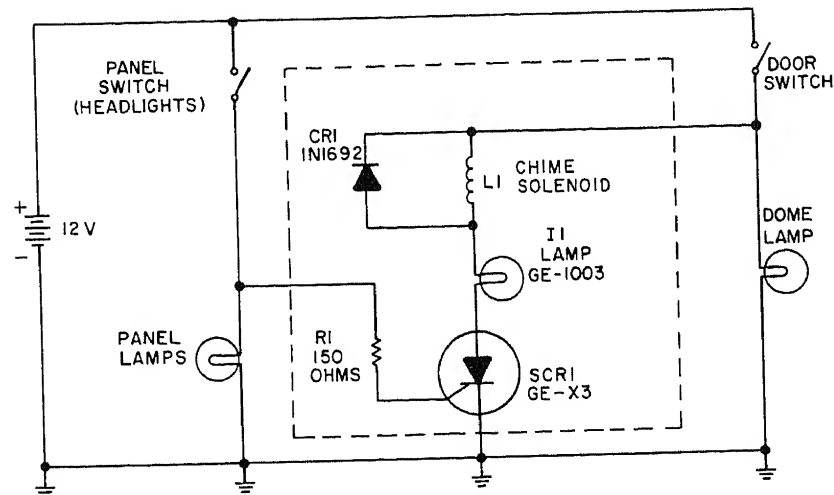 PANEL
SWITCH
(HEADLIGHTS)
DOOR
SWITCH
CR1
1N1692
L1 CHIME
SOLENOID
+
12 V
-
I1
LAMP
GE-1003
DOME
LAMP
PANEL
LAMPS
R1
150
OHMS
SCR1
GE-X3